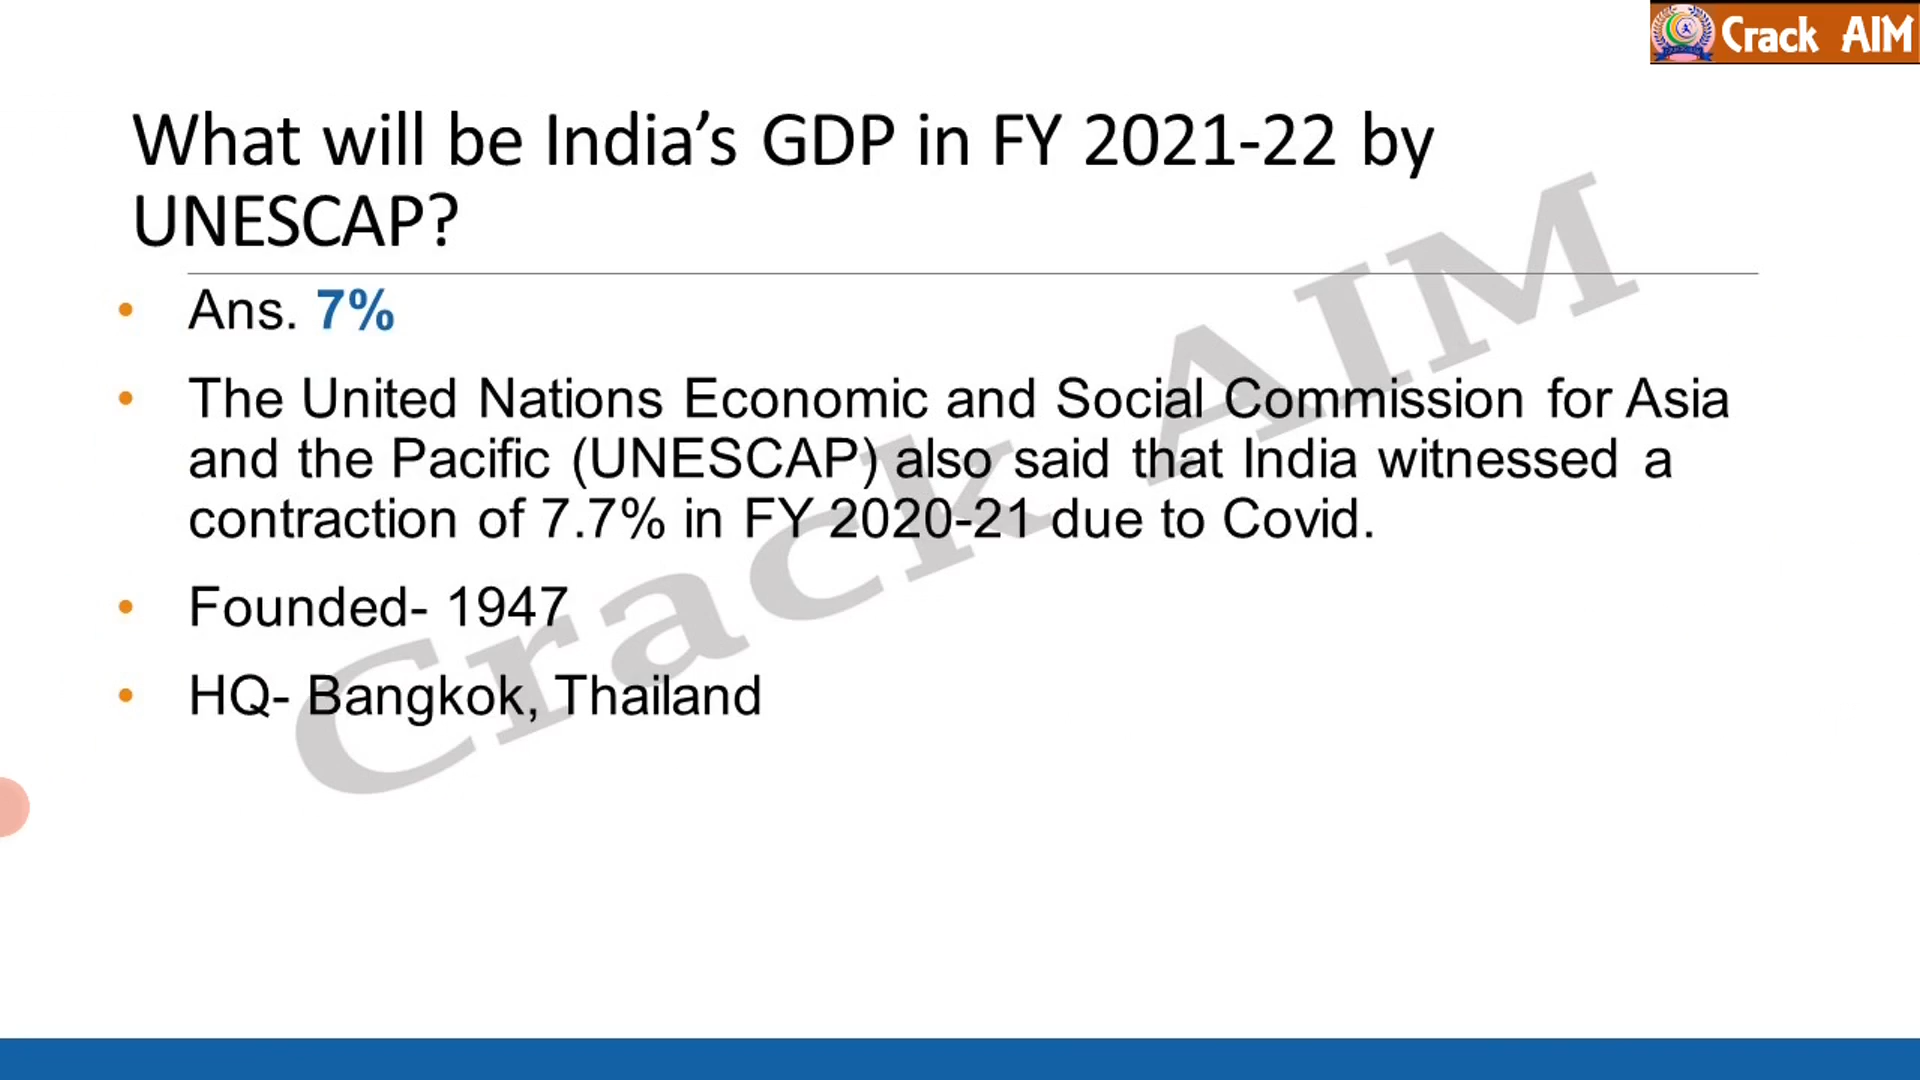 Crack AIM
What will be India’s GDP in FY 2021-22 by
UNESCAP?
• Ans. 7%
• The United Nations Economic and Social Commission for Asia
and the Pacific (UNESCAP) also said that India witnessed a
contraction of 7.7% in FY 2020-21 due to Covid.
• Founded- 1947
• HQ- Bangkok, Thailand
Crack AIM